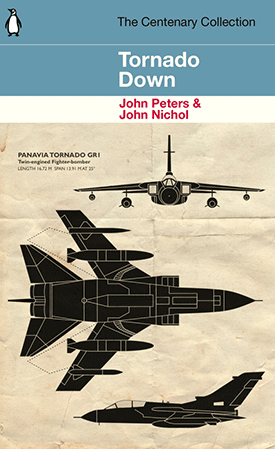 The Centenary Collection
Tornado
Down
John Peters &
John Nichol
PANAVIA TORNADO GR1
Twin-engined Fighter-bomber
LENGTH 16.72 M. SPAN 13.91 M AT 25°